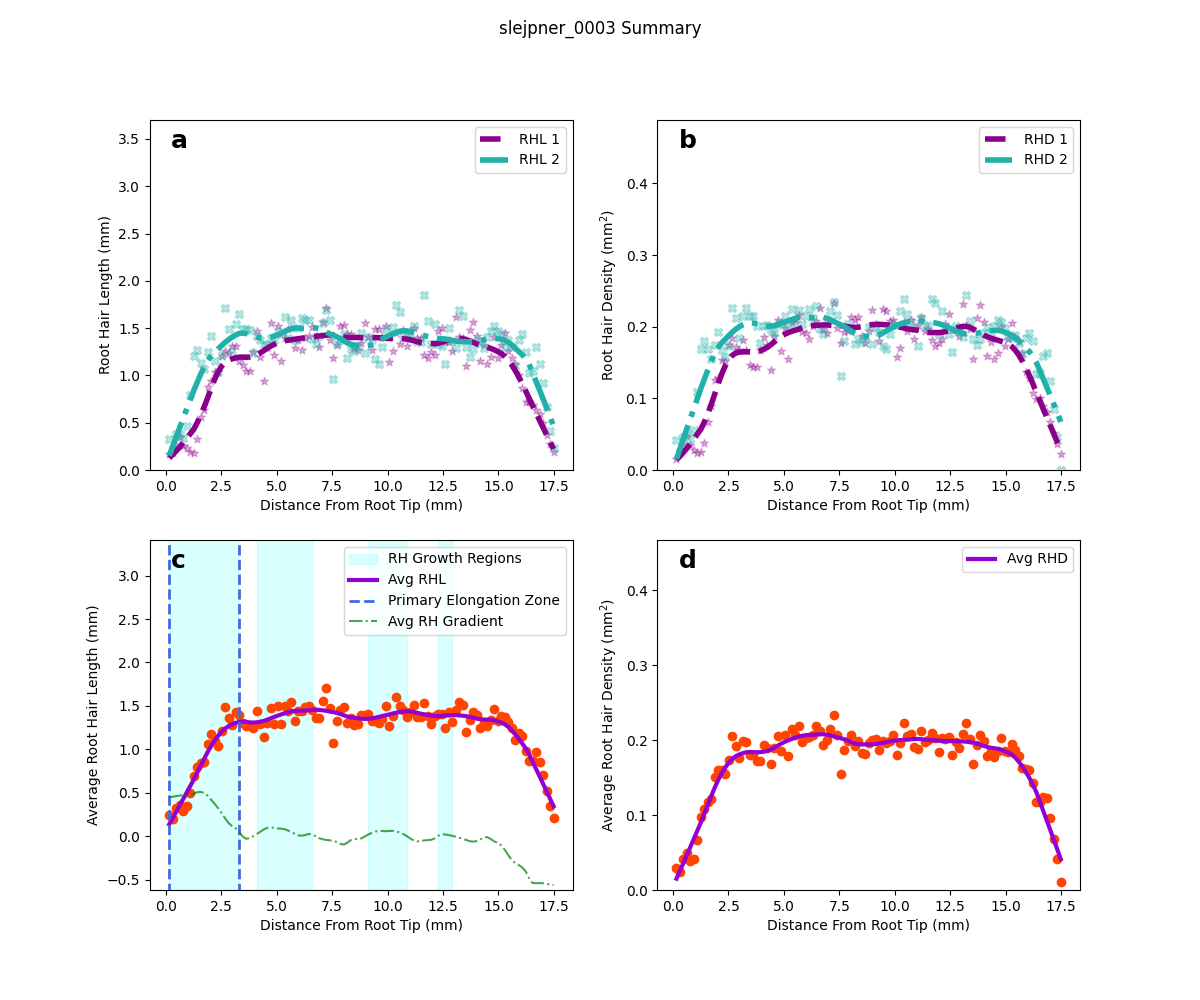 slejpner_0003 Summary
a
RHL 1
RHL 2
3.5
3.0
2.5
2.0
1.5
1.0
0.5
0.0
Root Hair Length (mm)
0.0 2.5 5.0 7.5 10.0 12.5 15.0 17.5
Distance From Root Tip (mm)
b
RHD 1
RHD 2
0.4
0.3
0.2
0.1
0.0
Root Hair Density (mm²)
0.0 2.5 5.0 7.5 10.0 12.5 15.0 17.5
Distance From Root Tip (mm)
c
RH Growth Regions
Avg RHL
Primary Elongation Zone
Avg RH Gradient
3.0
2.5
2.0
1.5
1.0
0.5
0.0
−0.5
Average Root Hair Length (mm)
0.0 2.5 5.0 7.5 10.0 12.5 15.0 17.5
Distance From Root Tip (mm)
d
Avg RHD
0.4
0.3
0.2
0.1
0.0
Average Root Hair Density (mm²)
0.0 2.5 5.0 7.5 10.0 12.5 15.0 17.5
Distance From Root Tip (mm)